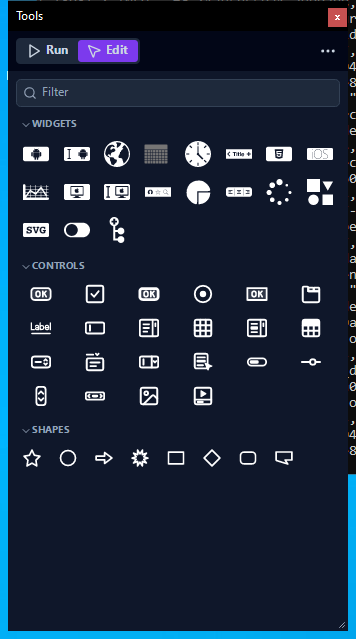 Tools
x
Run
Edit
Filter
WIDGETS
Title
iOS
SVG
CONTROLS
OK
OK
OK
Label
SHAPES